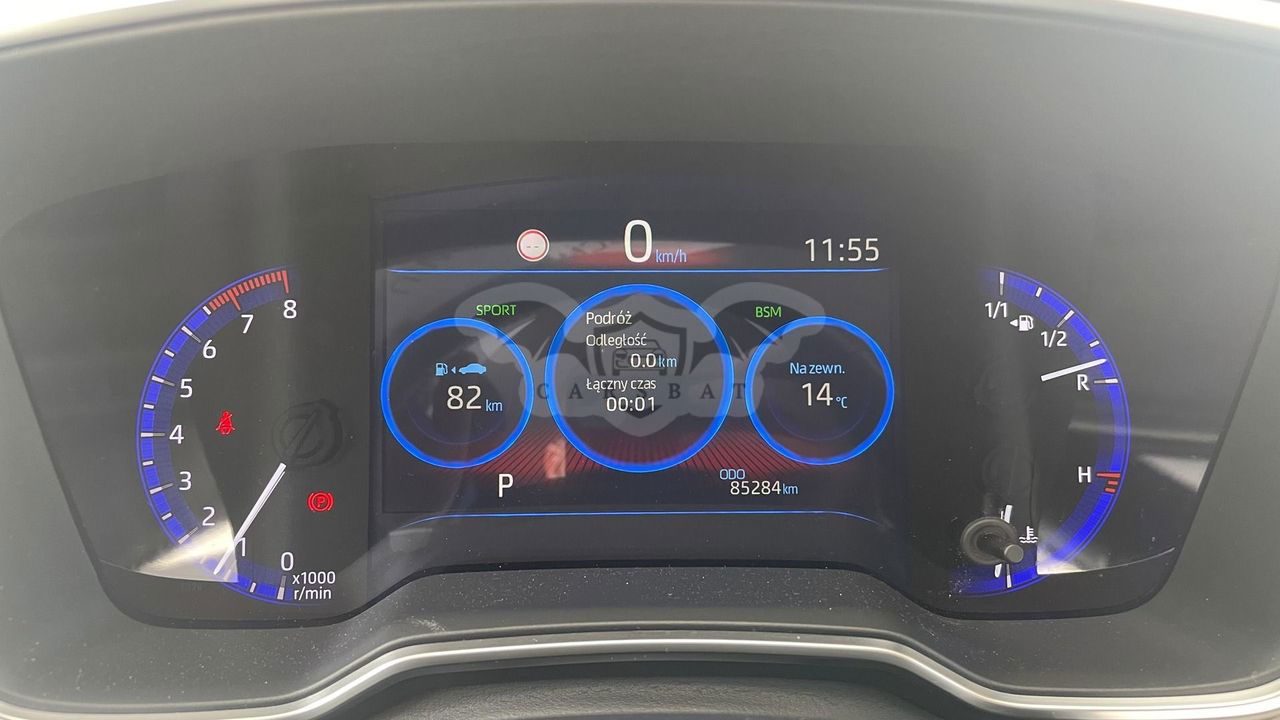 --
0 km/h
11:55
SPORT
BSM
Podróż
Odległość
0.0 km
Łączny czas
00:01
82 km
Na zewn.
14 °C
CAR BAT
P
ODO
85284 km
8
7
6
5
4
3
2
1
0
x1000
r/min
P
1/1
1/2
R
H